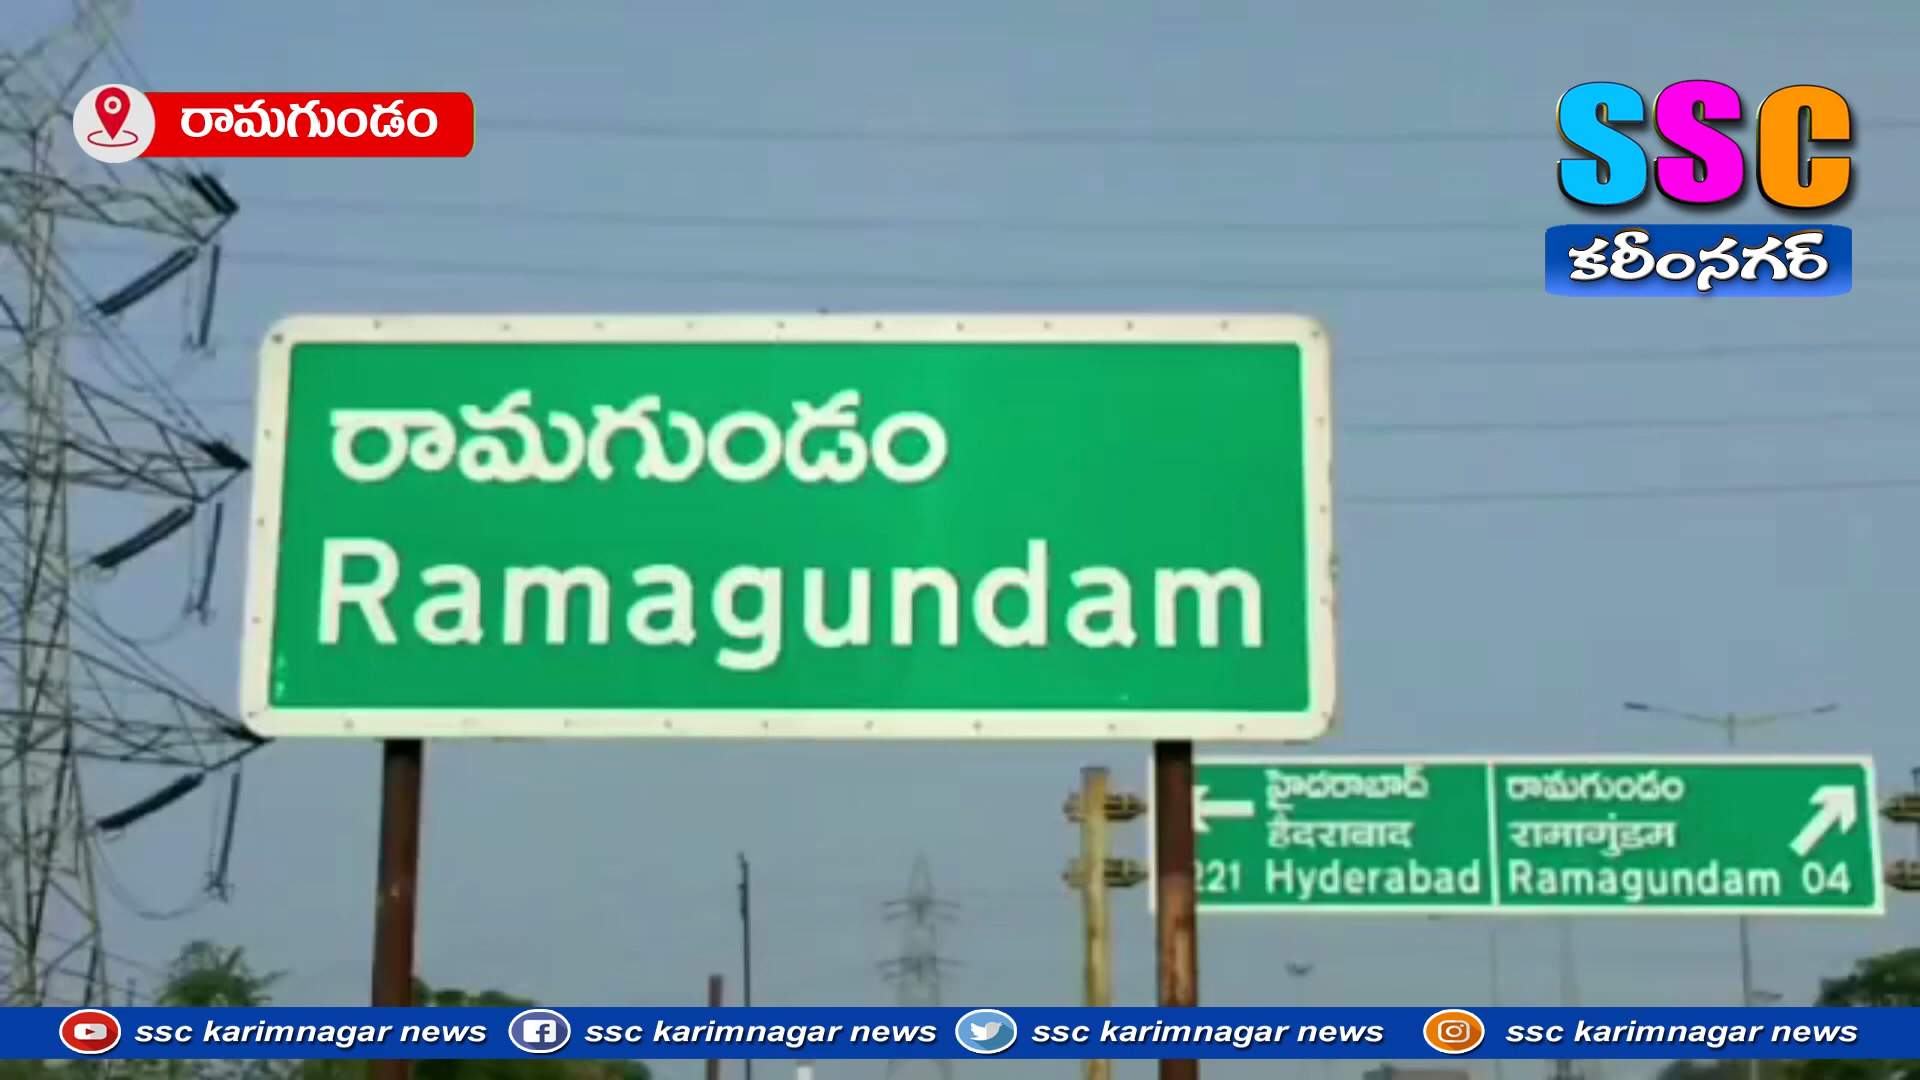 రామగుండం
SSC
కరీంనగర్
రామగుండం
Ramagundam
హైదరాబాద్
हैदराबाद
221 Hyderabad
రామగుండం
रामागुंडम
Ramagundam 04
ssc karimnagar news
ssc karimnagar news
ssc karimnagar news
ssc karimnagar news